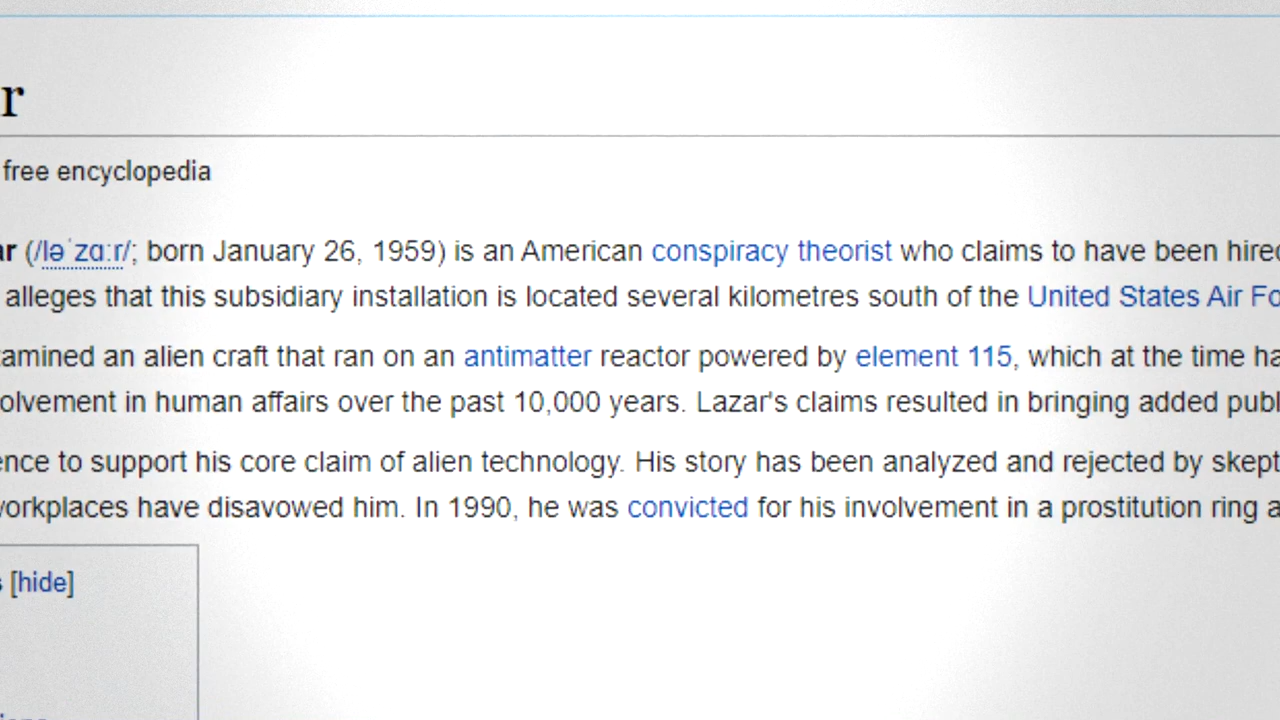 r
free encyclopedia
ar (/ləˈzɑːr/; born January 26, 1959) is an American conspiracy theorist who claims to have been hired
alleges that this subsidiary installation is located several kilometres south of the United States Air Fo
amined an alien craft that ran on an antimatter reactor powered by element 115, which at the time ha
olvement in human affairs over the past 10,000 years. Lazar's claims resulted in bringing added publ
ence to support his core claim of alien technology. His story has been analyzed and rejected by skept
workplaces have disavowed him. In 1990, he was convicted for his involvement in a prostitution ring a
s [hide]